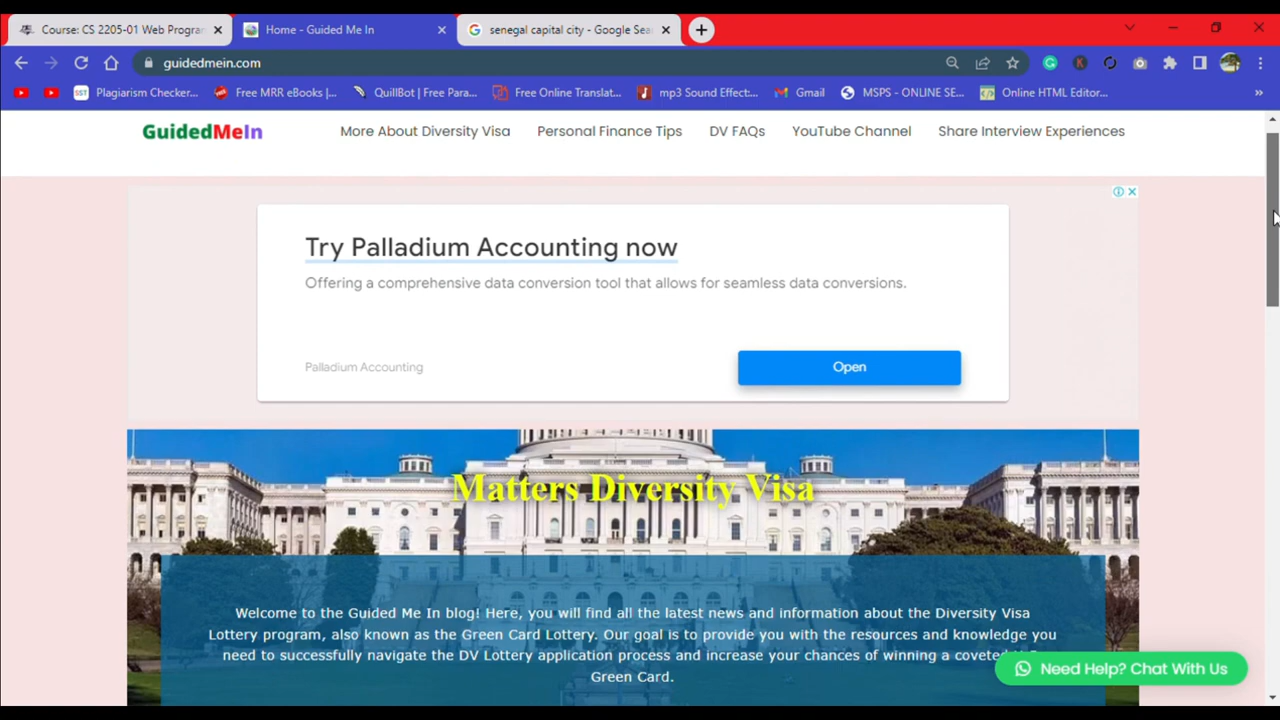 Course: CS 2205-01 Web Progran
Home - Guided Me In
senegal capital city - Google Sea
guidedmein.com
Plagiarism Checker...
Free MRR eBooks |...
QuillBot | Free Para...
Free Online Translat...
mp3 Sound Effect:...
Gmail
MSPS - ONLINE SE...
Online HTML Editor...
GuidedMeIn
More About Diversity Visa
Personal Finance Tips
DV FAQs
YouTube Channel
Share Interview Experiences
Try Palladium Accounting now
Offering a comprehensive data conversion tool that allows for seamless data conversions.
Palladium Accounting
Open
Matters Diversity Visa
Welcome to the Guided Me In blog! Here, you will find all the latest news and information about the Diversity Visa
Lottery program, also known as the Green Card Lottery. Our goal is to provide you with the resources and knowledge you
need to successfully navigate the DV Lottery application process and increase your chances of winning a coveted
Green Card.
Need Help? Chat With Us